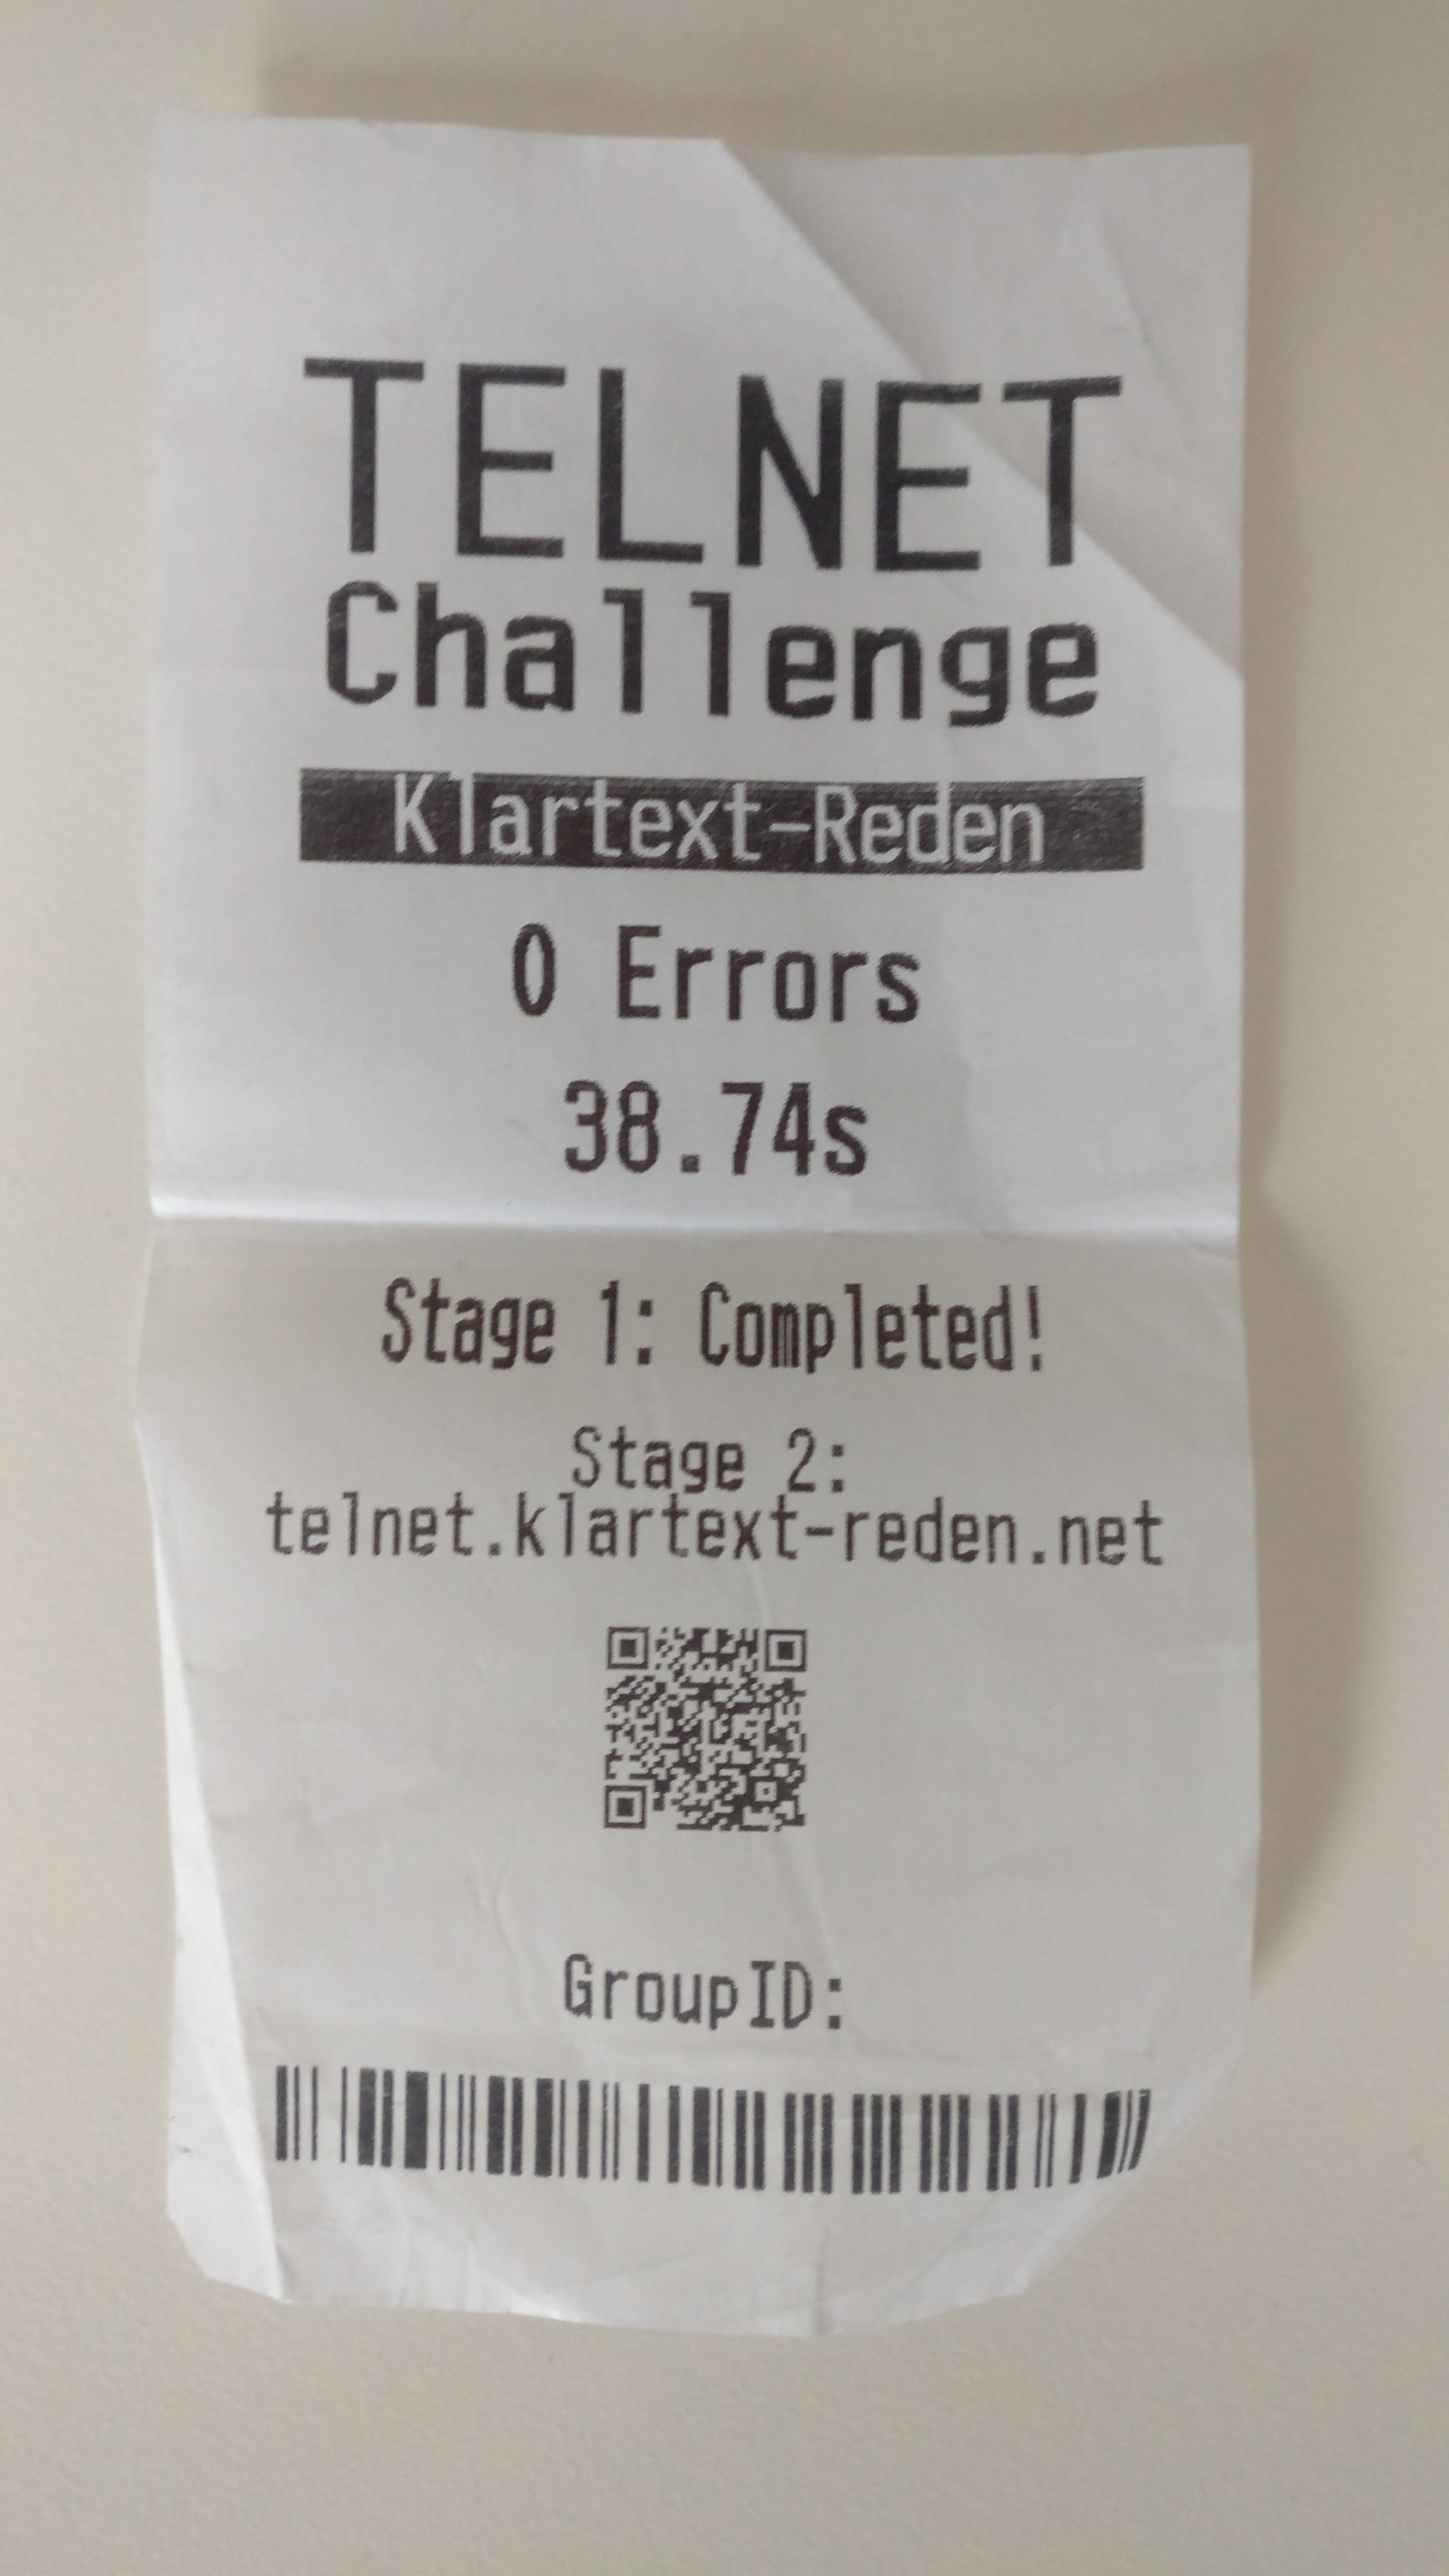 TELNET
Challenge
Klartext-Reden
0 Errors
38.74s
Stage 1: Completed!
Stage 2:
telnet.klartext-reden.net
GroupID: